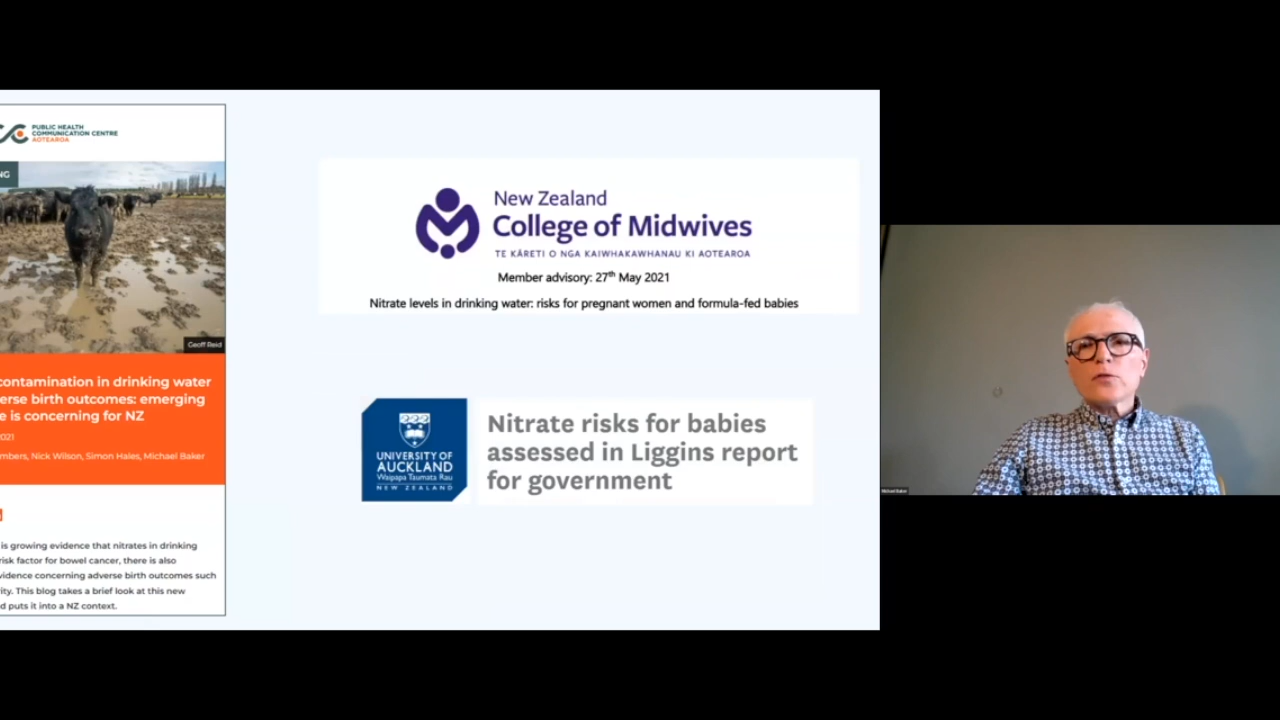 PUBLIC HEALTH
COMMUNICATION CENTRE
AOTEAROA
NG
Geoff Reid
contamination in drinking water
erse birth outcomes: emerging
e is concerning for NZ
021
mbers, Nick Wilson, Simon Hales, Michael Baker
is growing evidence that nitrates in drinking
risk factor for bowel cancer, there is also
vidence concerning adverse birth outcomes such
ity. This blog takes a brief look at this new
d puts it into a NZ context.
New Zealand
College of Midwives
TE KĀRETI O NGA KAIWHAKAWHANAU KI AOTEAROA
Member advisory: 27th May 2021
Nitrate levels in drinking water: risks for pregnant women and formula-fed babies
UNIVERSITY OF
AUCKLAND
Waipapa Taumata Rau
NEW ZEALAND
Nitrate risks for babies
assessed in Liggins report
for government
Michael Baker